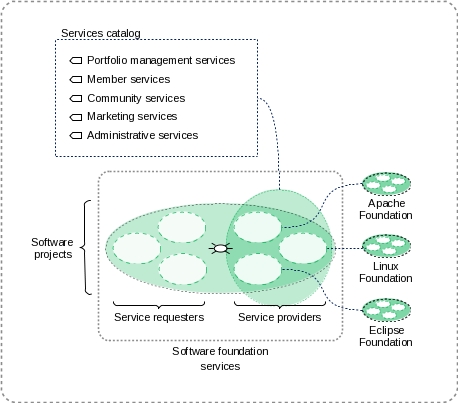 Services catalog
Portfolio management services
Member services
Community services
Marketing services
Administrative services
Apache
Foundation
Software
projects
Linux
Foundation
Service requesters
Service providers
Eclipse
Foundation
Software foundation
services